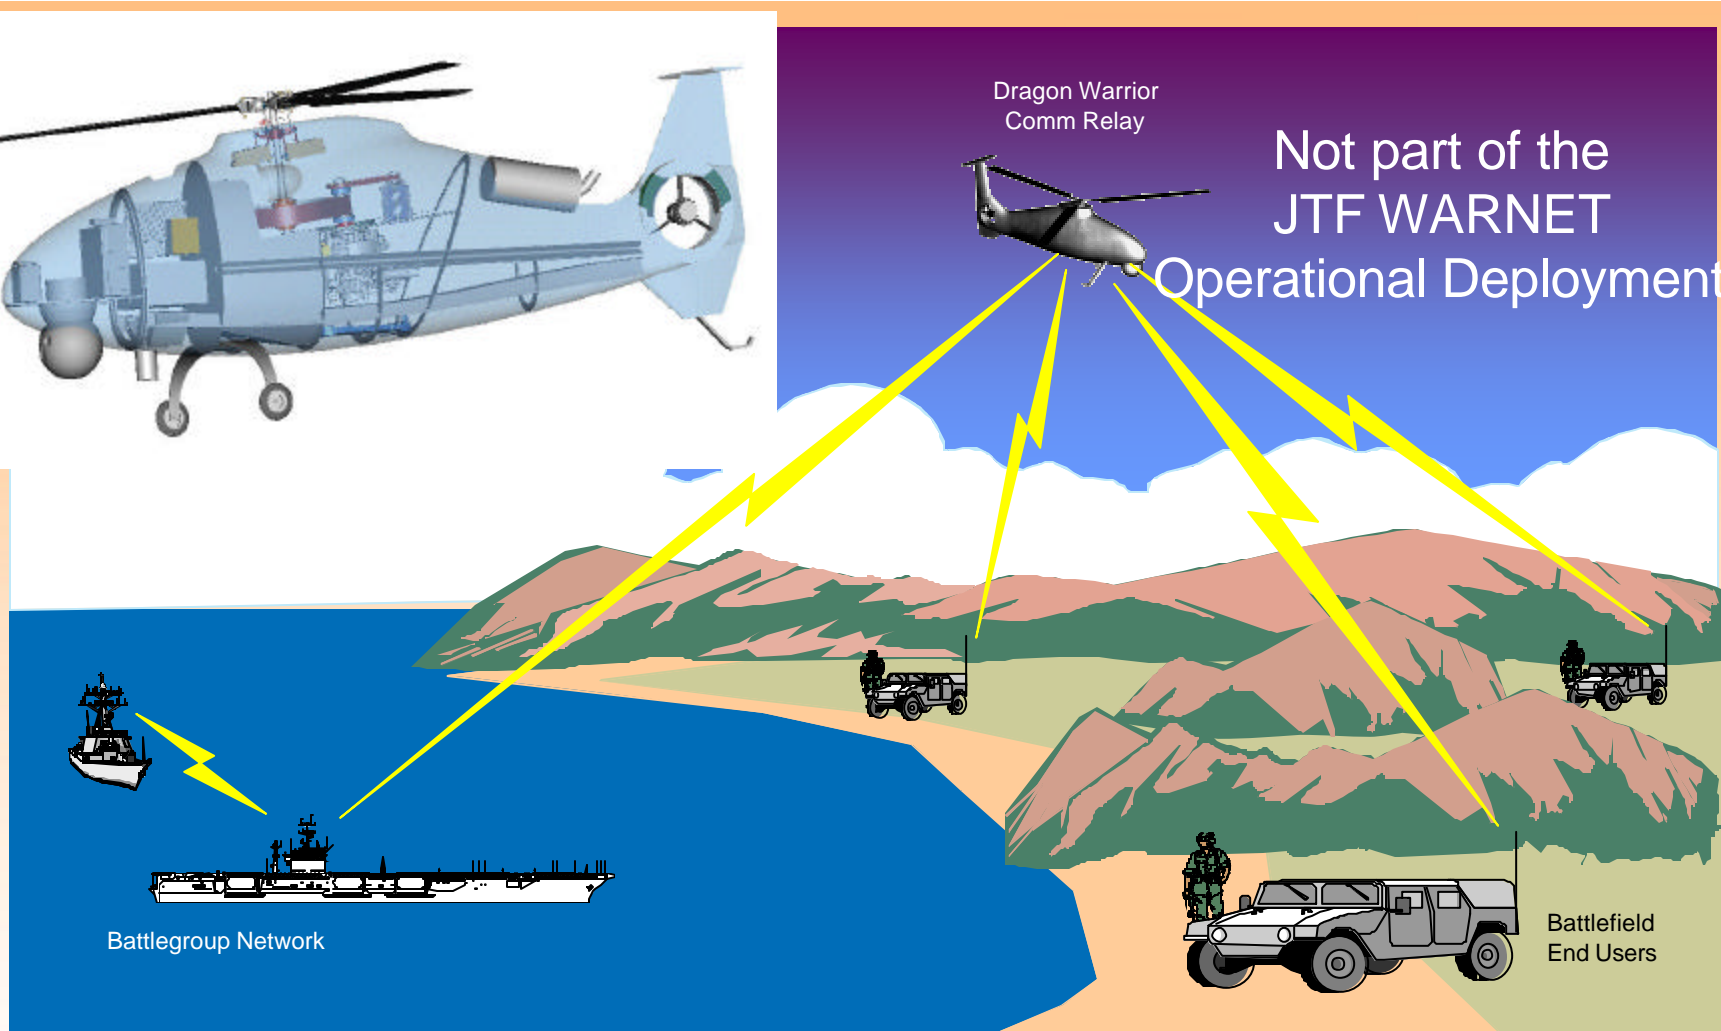 Dragon Warrior
Comm Relay
Not part of the
JTF WARNET
Operational Deployment
Battlegroup Network
Battlefield
End Users